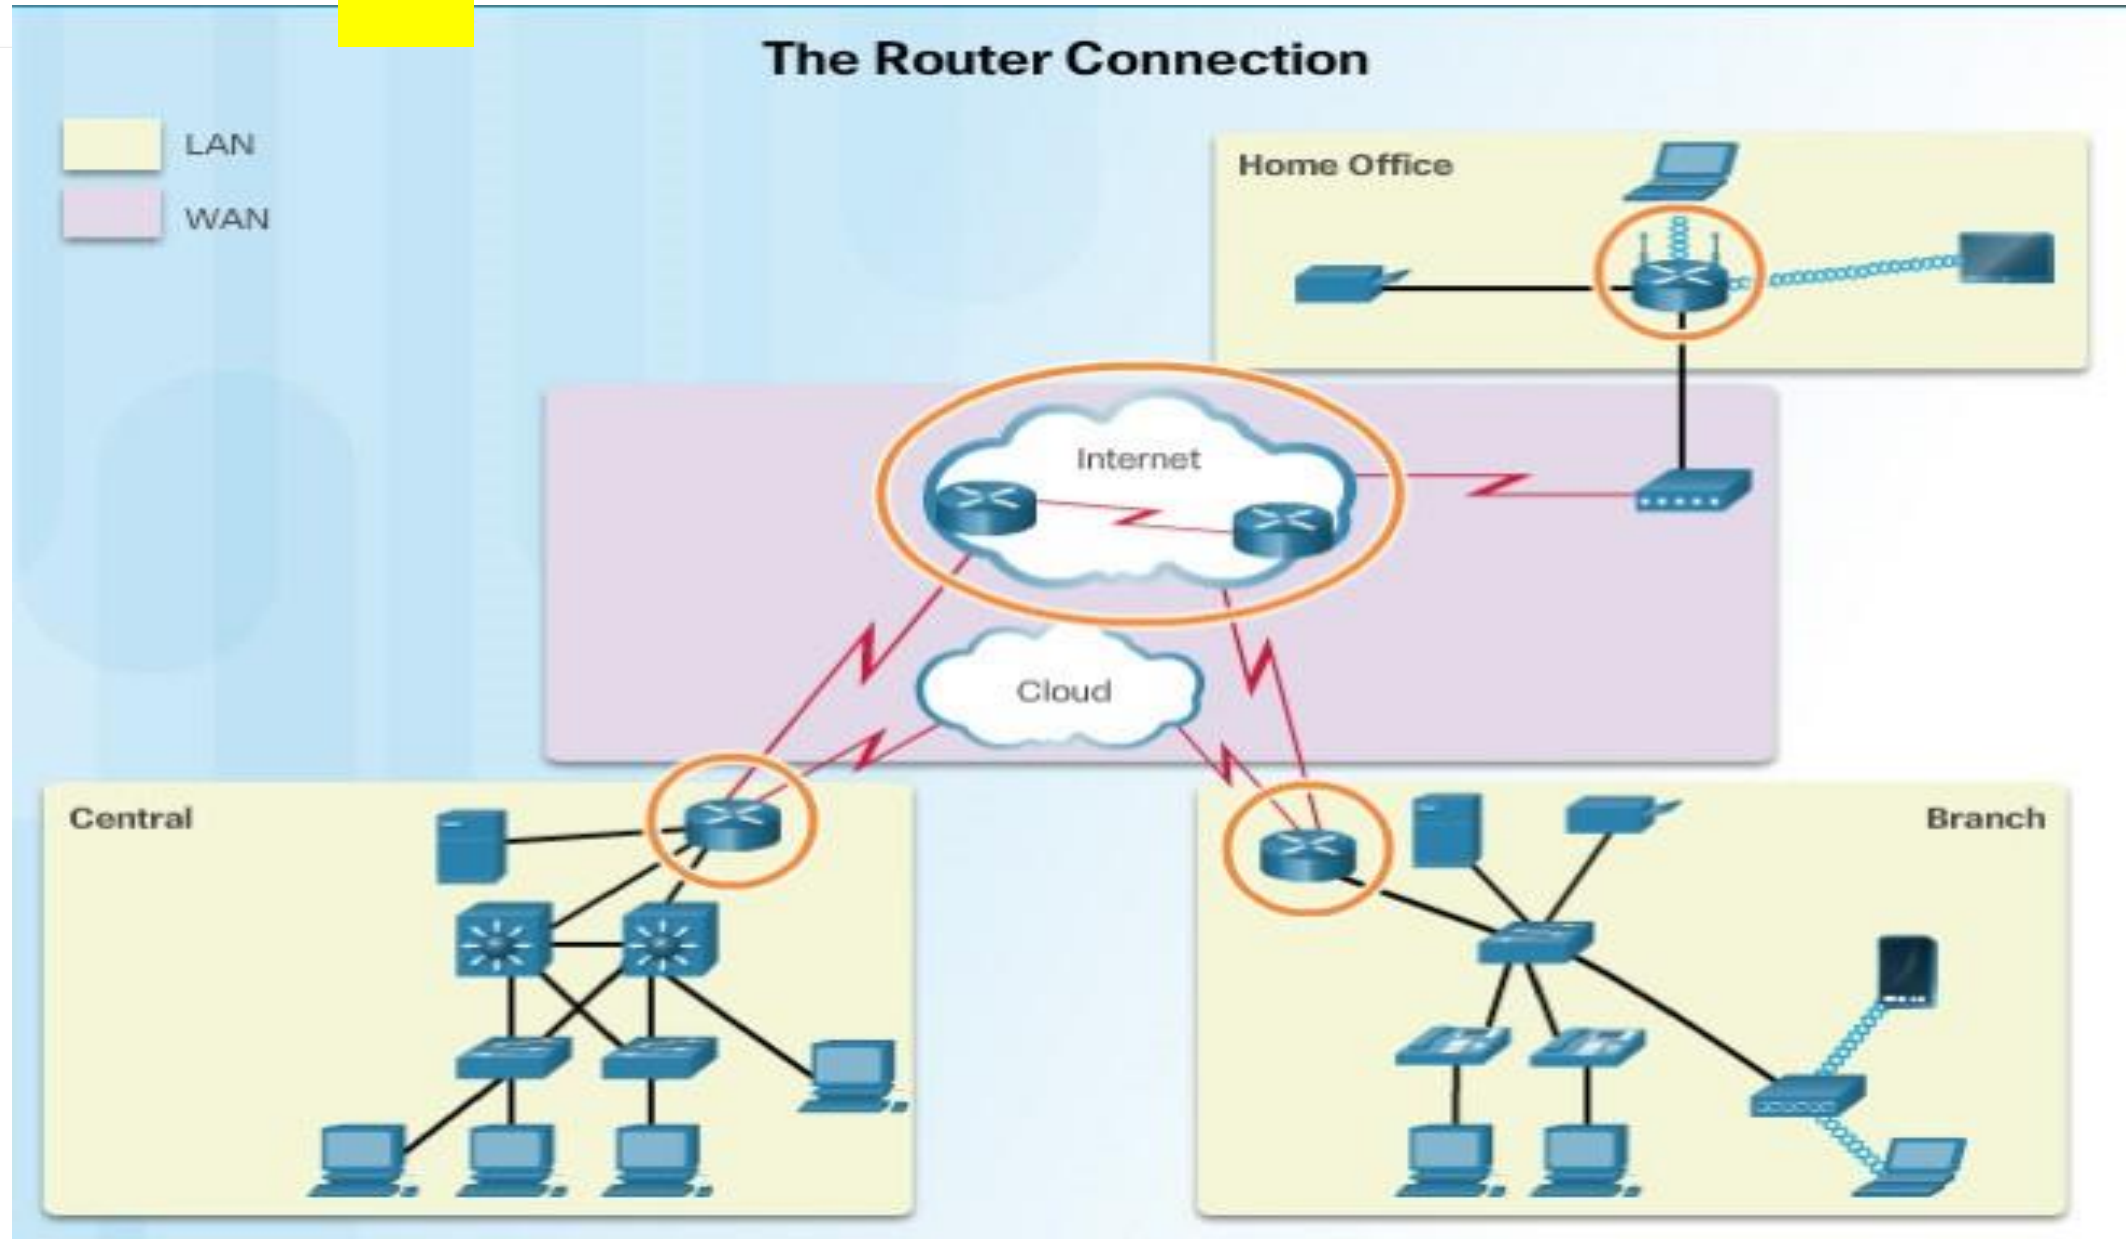 The Router Connection
LAN
WAN
Home Office
Internet
Cloud
Central
Branch